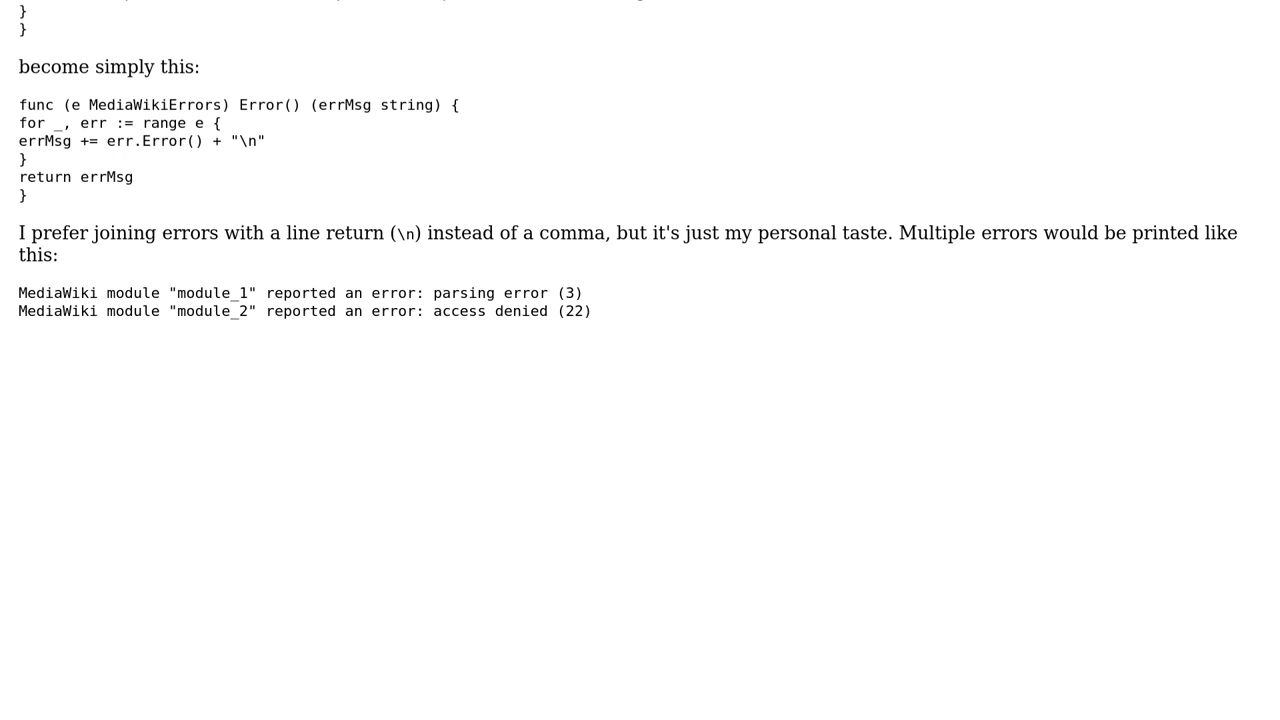 }
}
become simply this:
func (e MediaWikiErrors) Error() (errMsg string) {
for _, err := range e {
errMsg += err.Error() + "\n"
}
return errMsg
}
I prefer joining errors with a line return (\n) instead of a comma, but it's just my personal taste. Multiple errors would be printed like
this:
MediaWiki module "module_1" reported an error: parsing error (3)
MediaWiki module "module_2" reported an error: access denied (22)